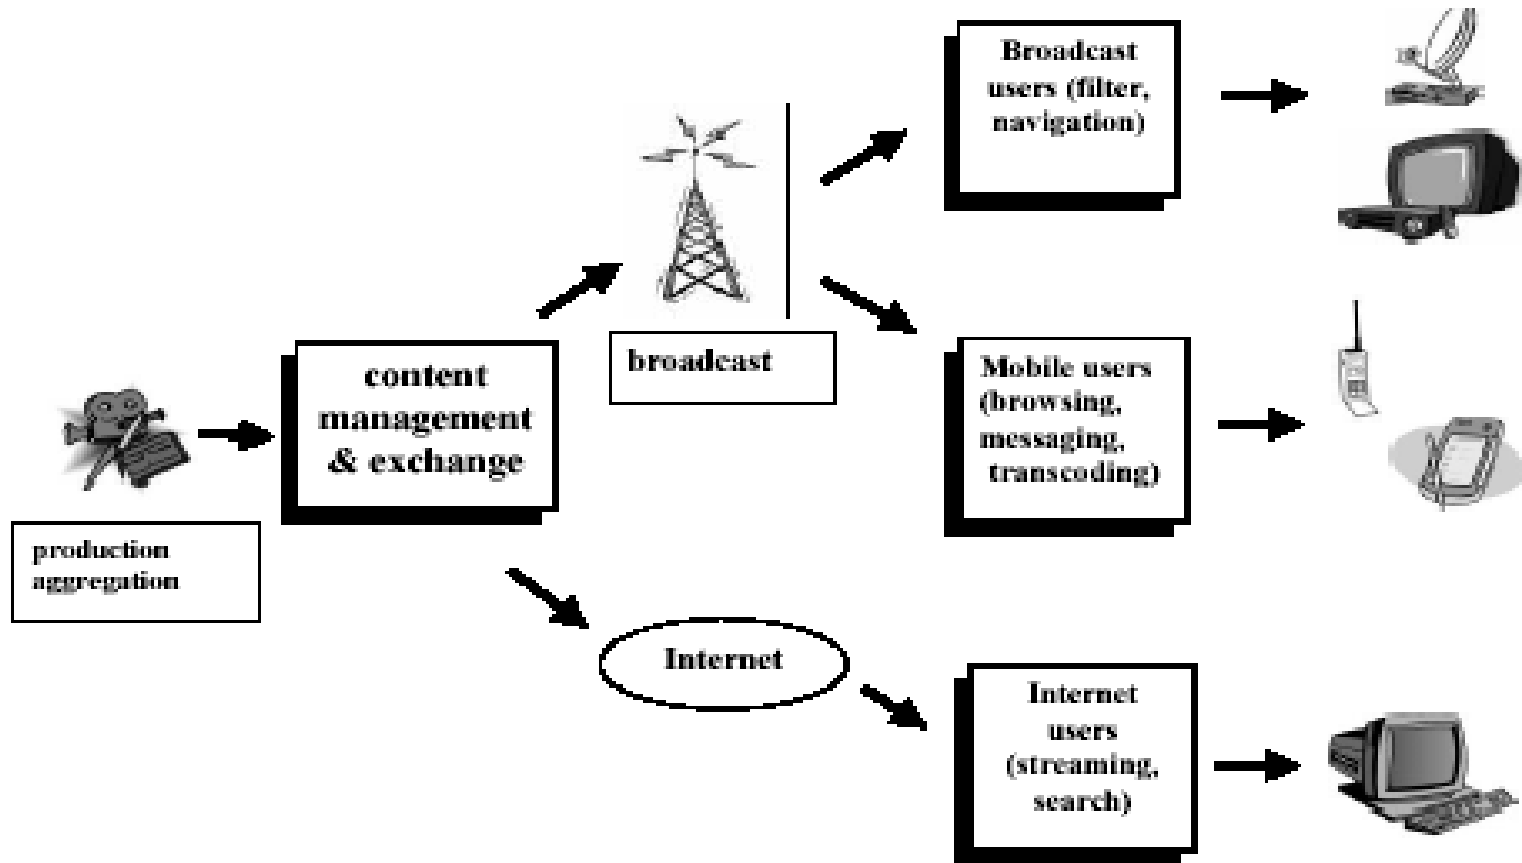 production
aggregation
content
management
& exchange
broadcast
Internet
Broadcast
users (filter,
navigation)
Mobile users
(browsing,
messaging,
transcoding)
Internet
users
(streaming,
search)